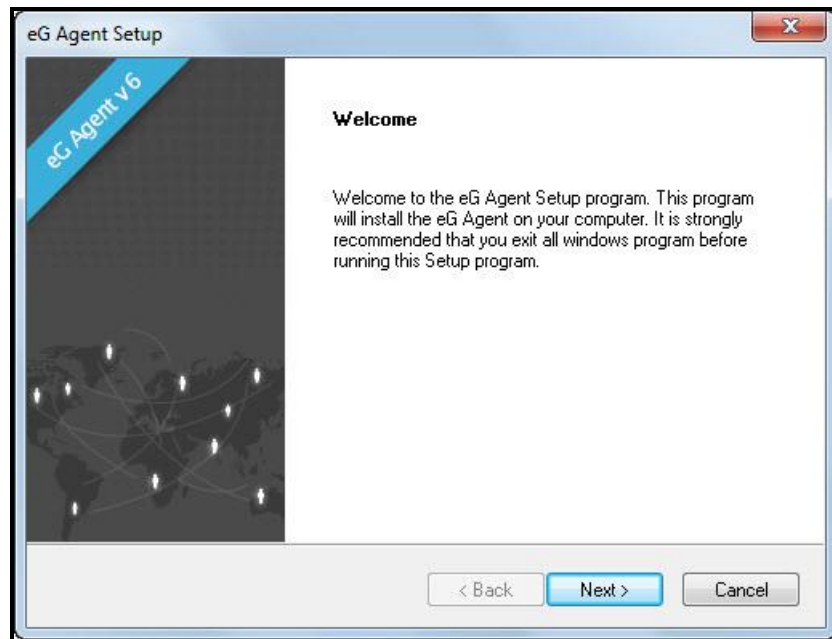 eG Agent Setup
eG Agent v 6
Welcome
Welcome to the eG Agent Setup program. This program
will install the eG Agent on your computer. It is strongly
recommended that you exit all windows program before
running this Setup program.
< Back
Next >
Cancel